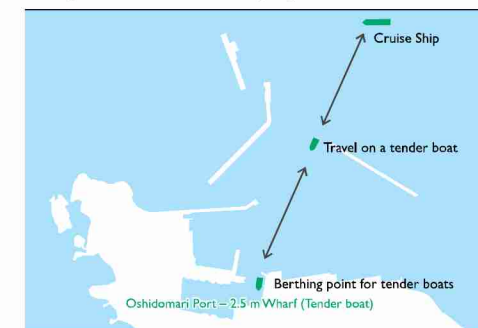 Cruise Ship
Travel on a tender boat
Berthing point for tender boats
Oshidomari Port – 2.5 m Wharf (Tender boat)